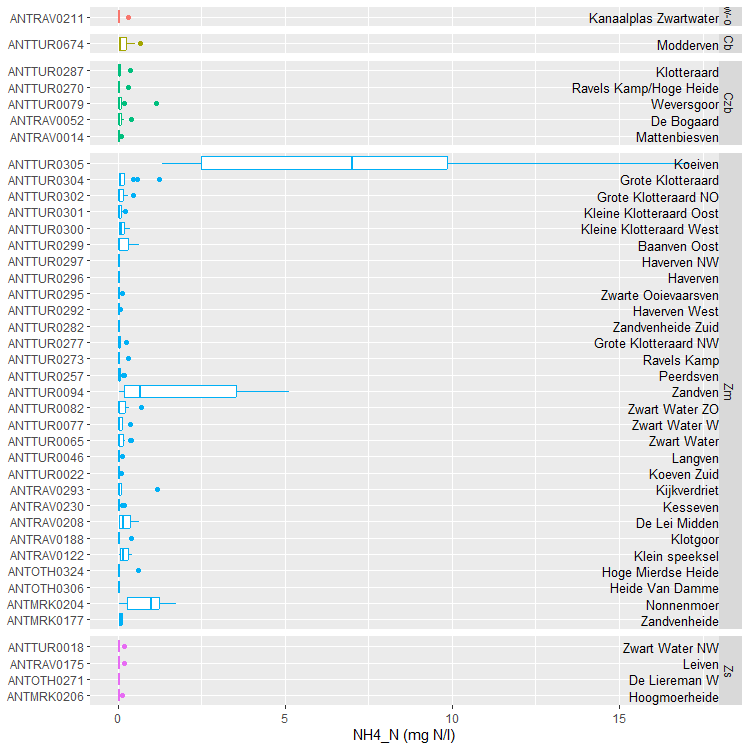 ANTRAV0211 Kanaalplas Zwartwater
ANTTUR0674 Modderven Cb
ANTTUR0287 Klotteraard
ANTTUR0270 Ravels Kamp/Hoge Heide
ANTTUR0079 Weversgoor Czb
ANTRAV0052 De Bogaard
ANTRAV0014 Mattenbiesven
ANTTUR0305 Koeiven
ANTTUR0304 Grote Klotteraard
ANTTUR0302 Grote Klotteraard NO
ANTTUR0301 Kleine Klotteraard Oost
ANTTUR0300 Kleine Klotteraard West
ANTTUR0299 Baanven Oost
ANTTUR0297 Haverven NW
ANTTUR0296 Haverven
ANTTUR0295 Zwarte Ooievaarsven
ANTTUR0292 Haverven West
ANTTUR0282 Zandvenheide Zuid
ANTTUR0277 Grote Klotteraard NW
ANTTUR0273 Ravels Kamp
ANTTUR0257 Peerdsven
ANTTUR0094 Zandven Zm
ANTTUR0082 Zwart Water ZO
ANTTUR0077 Zwart Water W
ANTTUR0065 Zwart Water
ANTTUR0046 Langven
ANTTUR0022 Koeven Zuid
ANTRAV0293 Kijkverdriet
ANTRAV0230 Kesseven
ANTRAV0208 De Lei Midden
ANTRAV0188 Klotgoor
ANTRAV0122 Klein speeksel
ANTOTH0324 Hoge Mierdse Heide
ANTOTH0306 Heide Van Damme
ANTMRK0204 Nonnenmoer
ANTMRK0177 Zandvenheide
ANTTUR0018 Zwart Water NW
ANTRAV0175 Leiven Zs
ANTOTH0271 De Liereman W
ANTMRK0206 Hoogmoerheide
0 5 10 15
NH4_N (mg N/l)